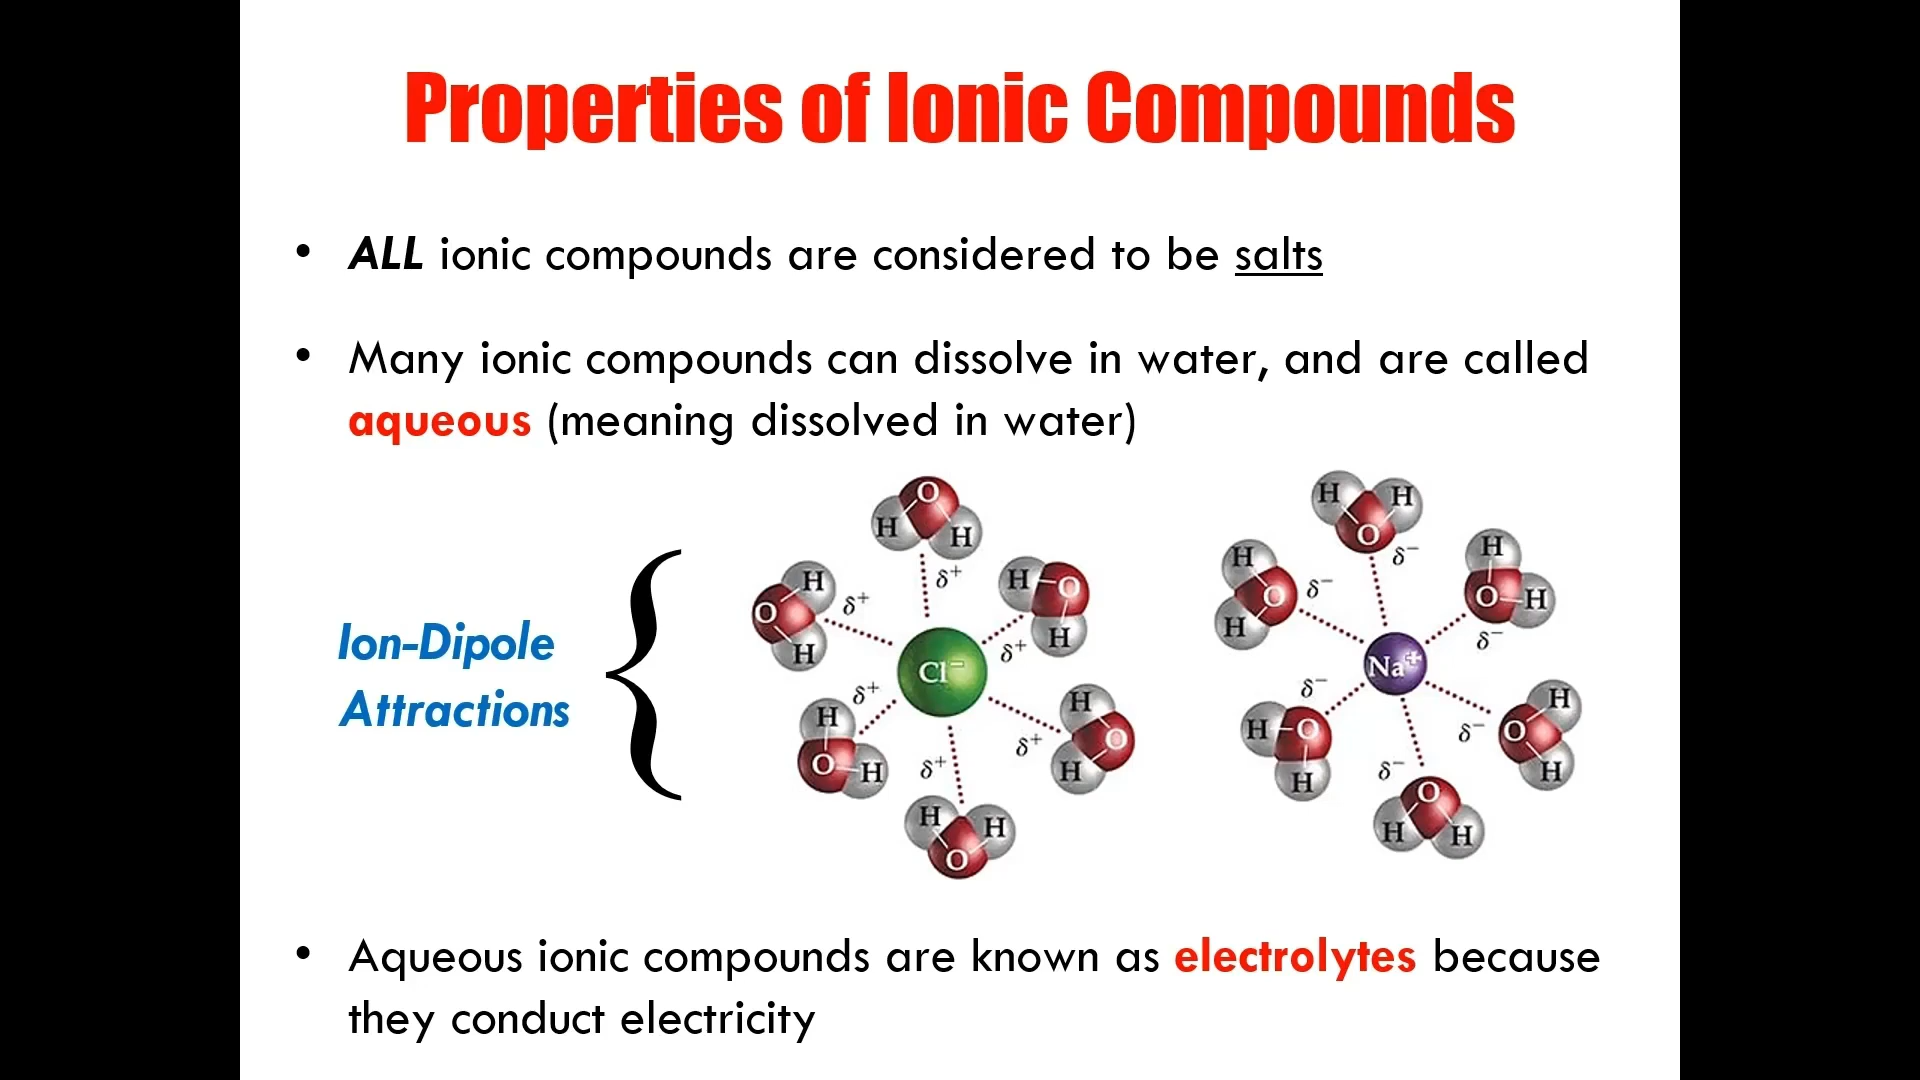 Properties of Ionic Compounds
• ALL ionic compounds are considered to be salts
• Many ionic compounds can dissolve in water, and are called
aqueous (meaning dissolved in water)
Ion-Dipole
Attractions
O
H H
δ+
H
O
H
δ+
H O
H
δ+
Cl⁻
δ+
H
O H
δ+
H
O
H
δ+
H H
O
H H
O
δ−
H
O
H
δ−
H
O H
δ−
Na+
δ−
H O
H
δ−
H
O
H
δ−
O
H H
• Aqueous ionic compounds are known as electrolytes because
they conduct electricity